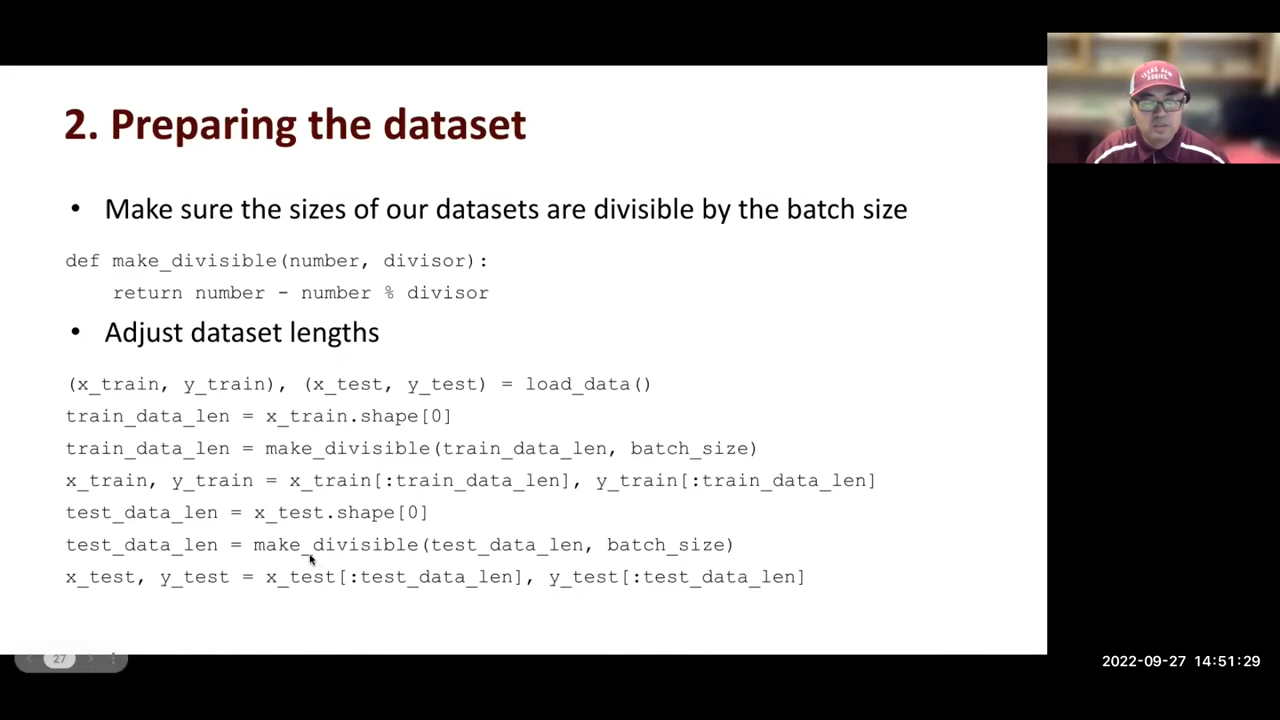 2. Preparing the dataset
• Make sure the sizes of our datasets are divisible by the batch size
def make_divisible(number, divisor):
    return number - number % divisor
• Adjust dataset lengths
(x_train, y_train), (x_test, y_test) = load_data()
train_data_len = x_train.shape[0]
train_data_len = make_divisible(train_data_len, batch_size)
x_train, y_train = x_train[:train_data_len], y_train[:train_data_len]
test_data_len = x_test.shape[0]
test_data_len = make_divisible(test_data_len, batch_size)
x_test, y_test = x_test[:test_data_len], y_test[:test_data_len]
27
TEXAS A&M
AGGIES
2022-09-27 14:51:29